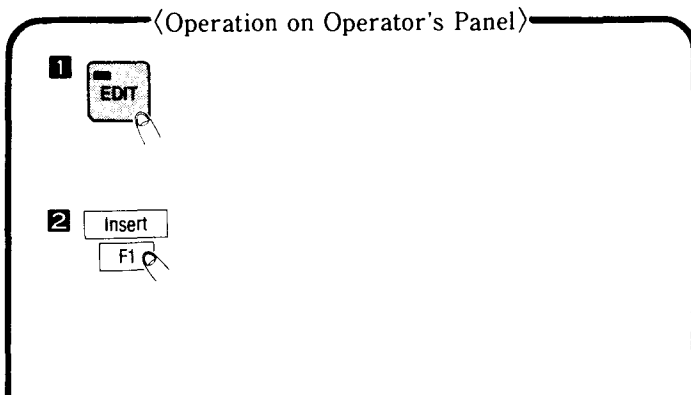 〈Operation on Operator's Panel〉
1
EDIT
2 Insert
F1